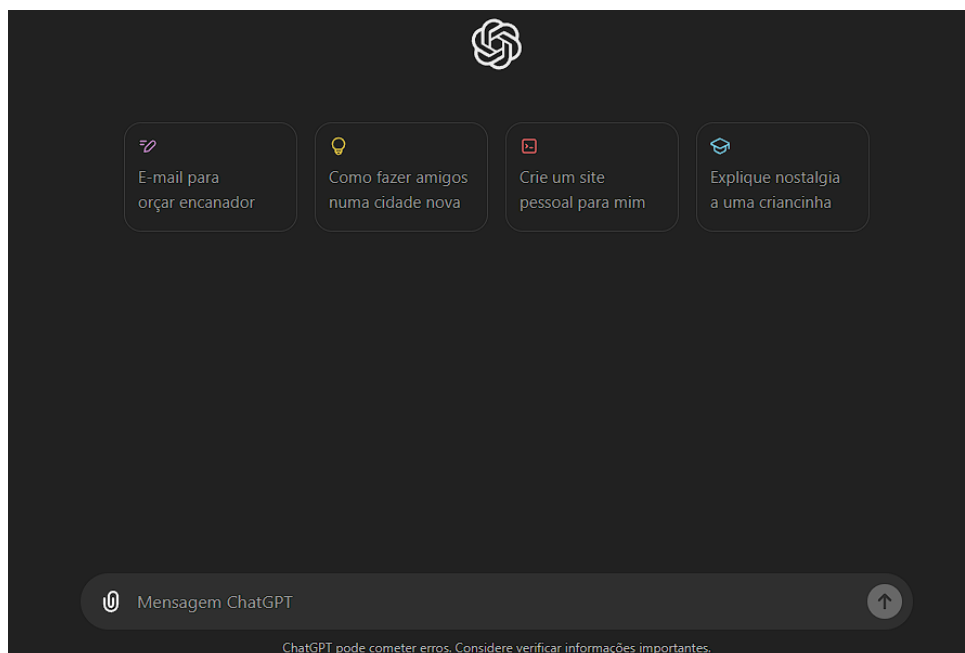 E-mail para
orçar encanador
Como fazer amigos
numa cidade nova
Crie um site
pessoal para mim
Explique nostalgia
a uma criancinha
Mensagem ChatGPT
ChatGPT pode cometer erros. Considere verificar informações importantes.